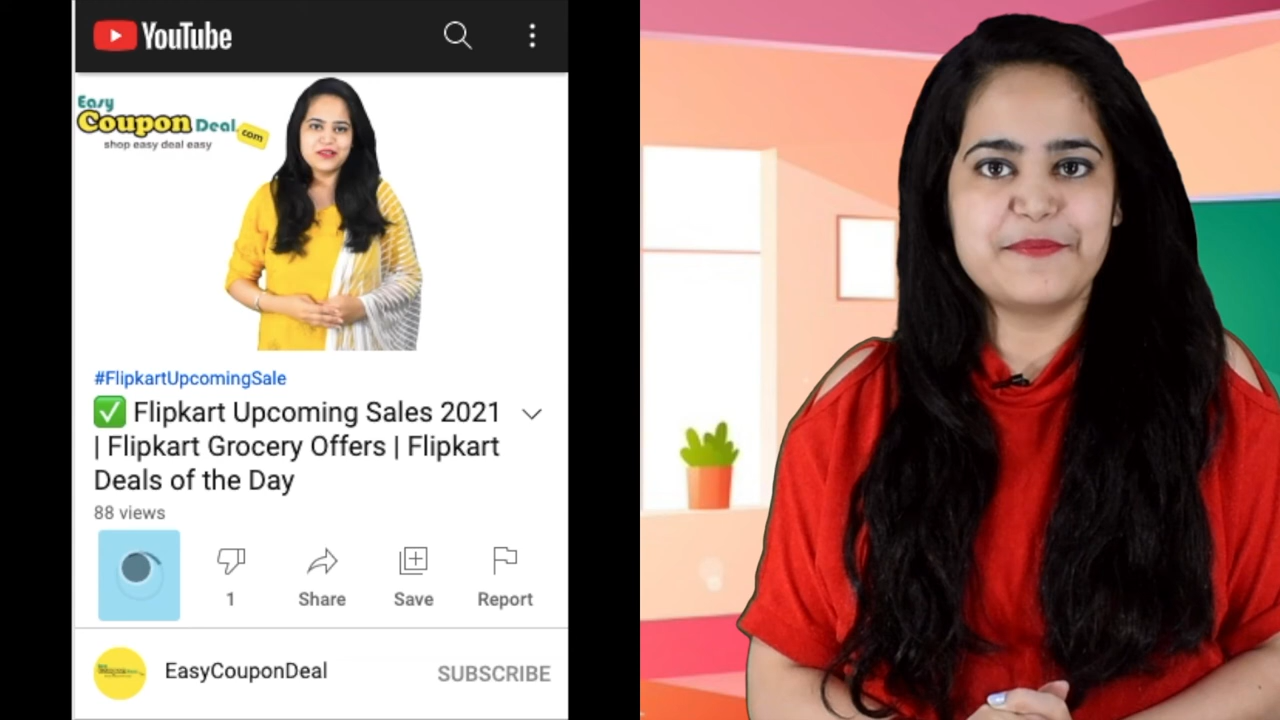 YouTube
Easy
Coupon Deal.com
shop easy deal easy
#FlipkartUpcomingSale
✅ Flipkart Upcoming Sales 2021
| Flipkart Grocery Offers | Flipkart
Deals of the Day
88 views
1
Share
Save
Report
EasyCouponDeal
SUBSCRIBE